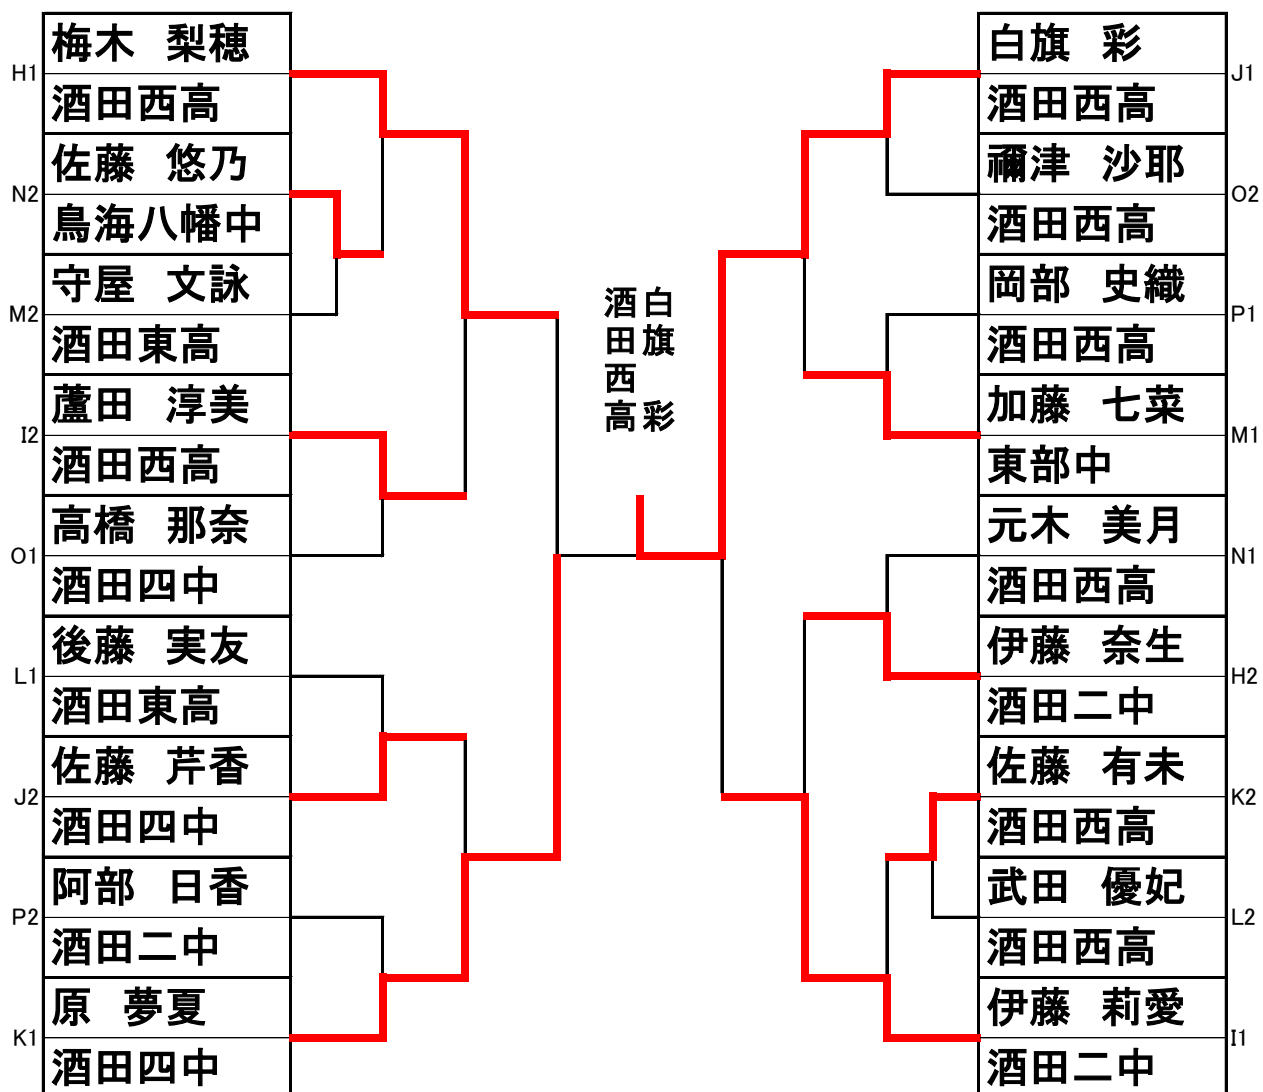 梅木 梨穂
H1
酒田西高
佐藤 悠乃
N2
鳥海八幡中
守屋 文詠
M2
酒田東高
蘆田 淳美
I2
酒田西高
高橋 那奈
O1
酒田四中
後藤 実友
L1
酒田東高
佐藤 芹香
J2
酒田四中
阿部 日香
P2
酒田二中
原 夢夏
K1
酒田四中
白旗 彩
酒田西高
白旗 彩
J1
酒田西高
禰津 沙耶
O2
酒田西高
岡部 史織
P1
酒田西高
加藤 七菜
M1
東部中
元木 美月
N1
酒田西高
伊藤 奈生
H2
酒田二中
佐藤 有未
K2
酒田西高
武田 優妃
L2
酒田西高
伊藤 莉愛
I1
酒田二中